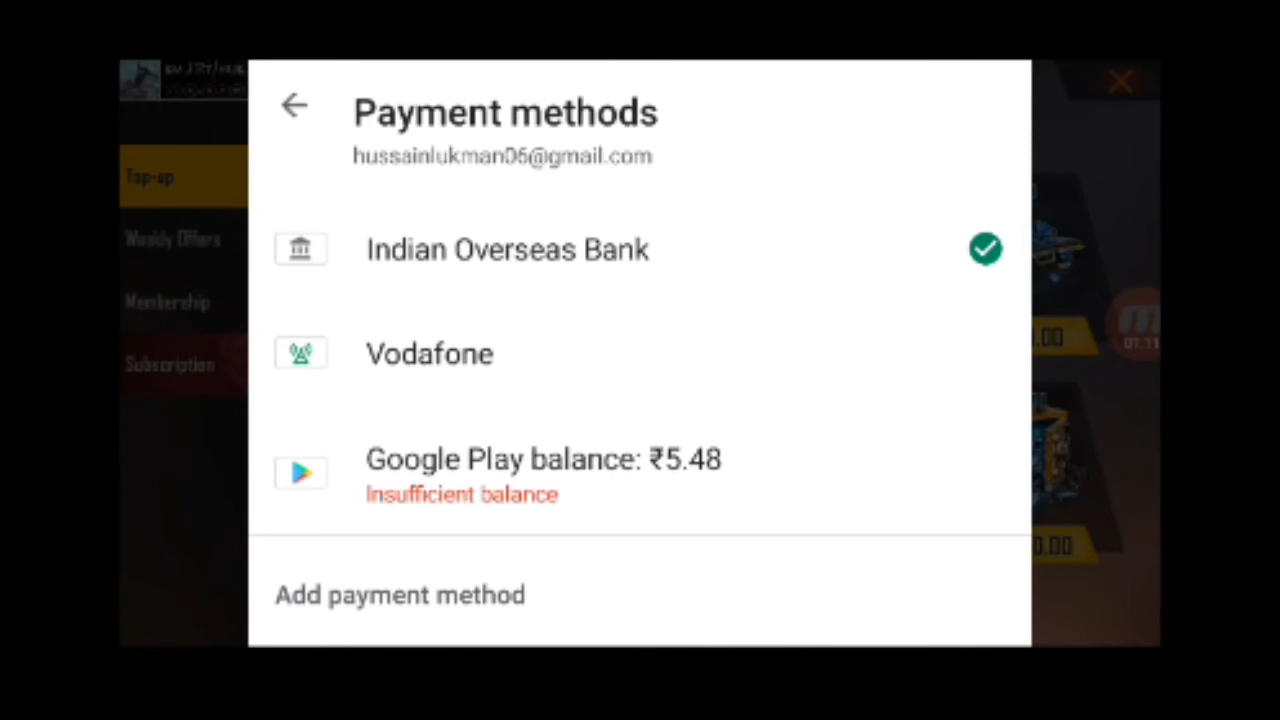 Payment methods
hussainlukman06@gmail.com
Indian Overseas Bank
Vodafone
Google Play balance: ₹5.48
Insufficient balance
Add payment method
Top-up
Weekly Offers
Membership
Subscription